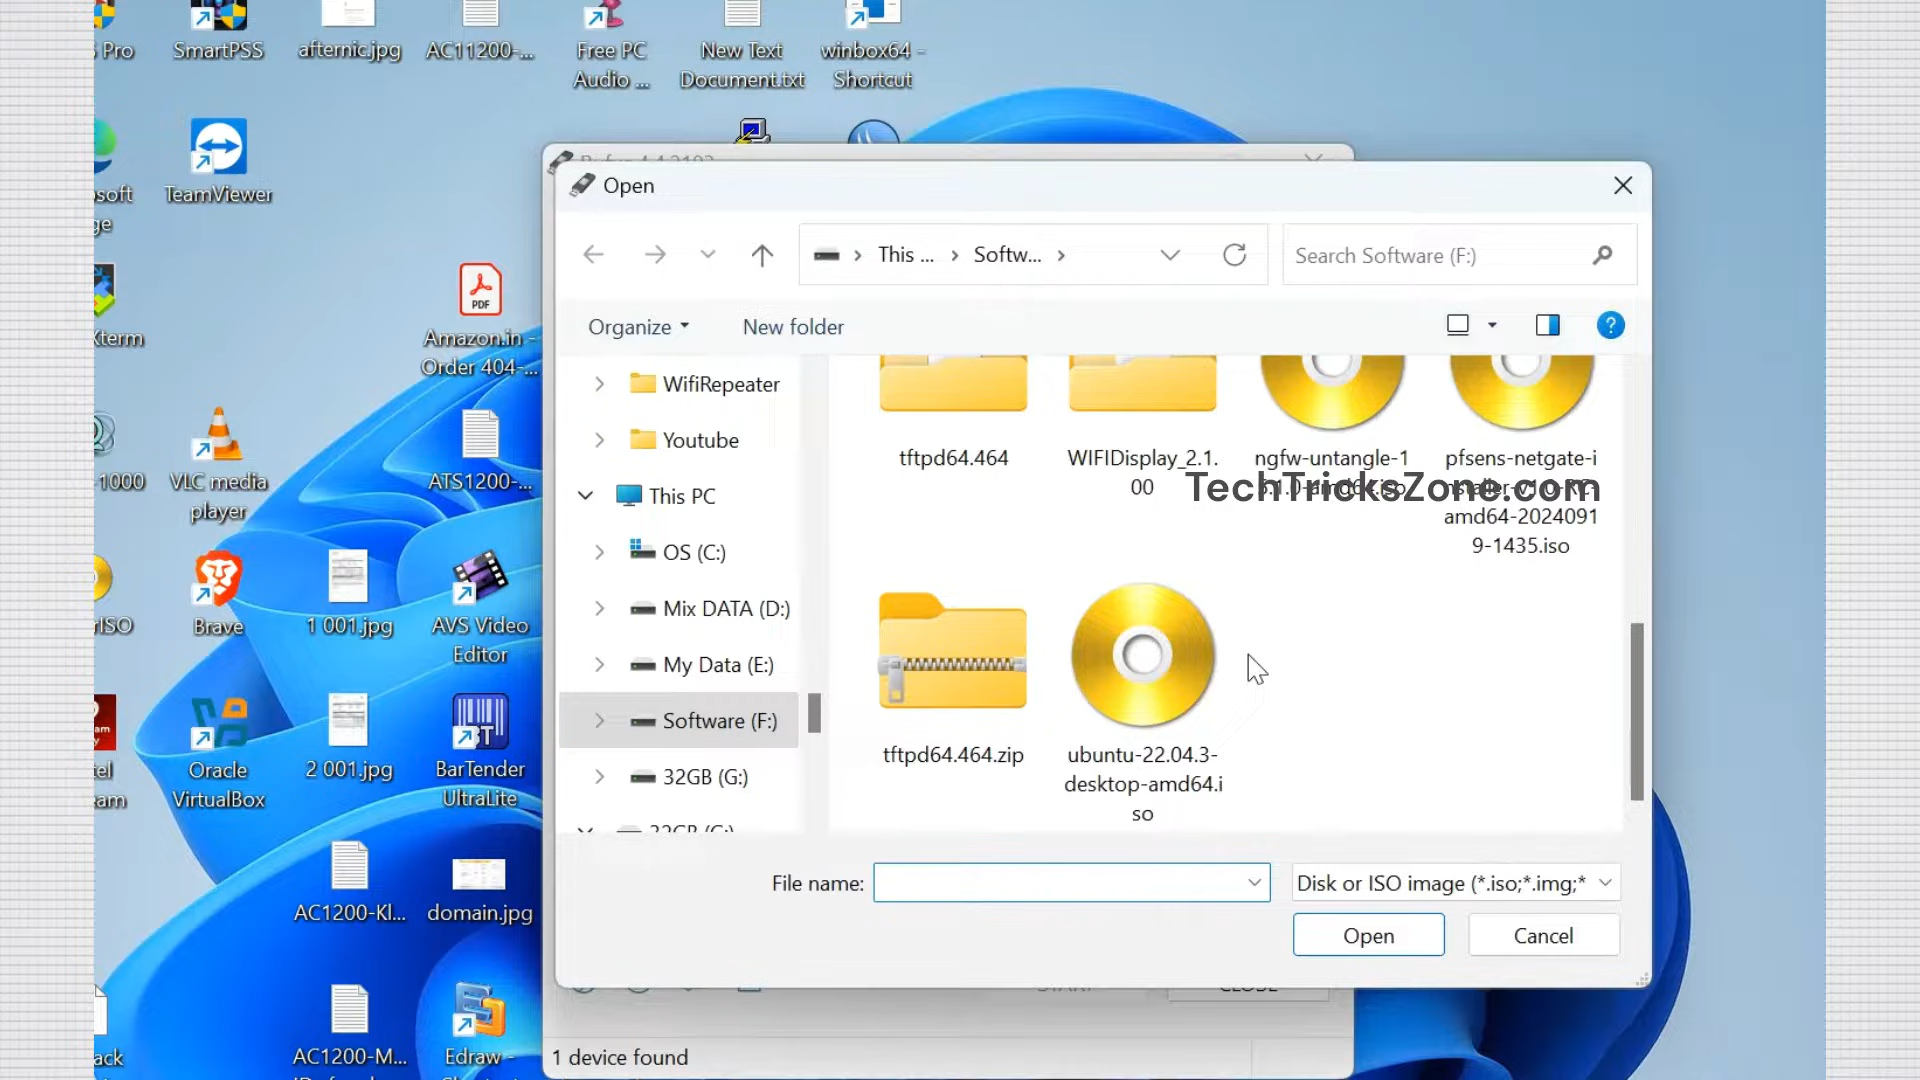 s Pro
SmartPSS
afternic.jpg
AC11200-...
Free PC
Audio ...
New Text
Document.txt
winbox64 -
Shortcut
TeamViewer
PDF
Amazon.in -
Order 404-...
VLC media
player
ATS1200-...
-1000
Brave
1 001.jpg
AVS Video
Editor
Oracle
VirtualBox
2 001.jpg
BT
BarTender
UltraLite
AC1200-Kl...
domain.jpg
AC1200-M...
Edraw -
Open
This ...
Softw...
Search Software (F:)
Organize
New folder
?
WifiRepeater
Youtube
This PC
OS (C:)
Mix DATA (D:)
My Data (E:)
Software (F:)
32GB (G:)
32GB (G:)
tftpd64.464
WIFIDisplay_2.1.
00
ngfw-untangle-1
pfsens-netgate-i
amd64-2024091
9-1435.iso
TechTricksZone.com
tftpd64.464.zip
ubuntu-22.04.3-
desktop-amd64.i
so
File name:
Disk or ISO image (*.iso;*.img;*
Open
Cancel
START
CLOSE
1 device found